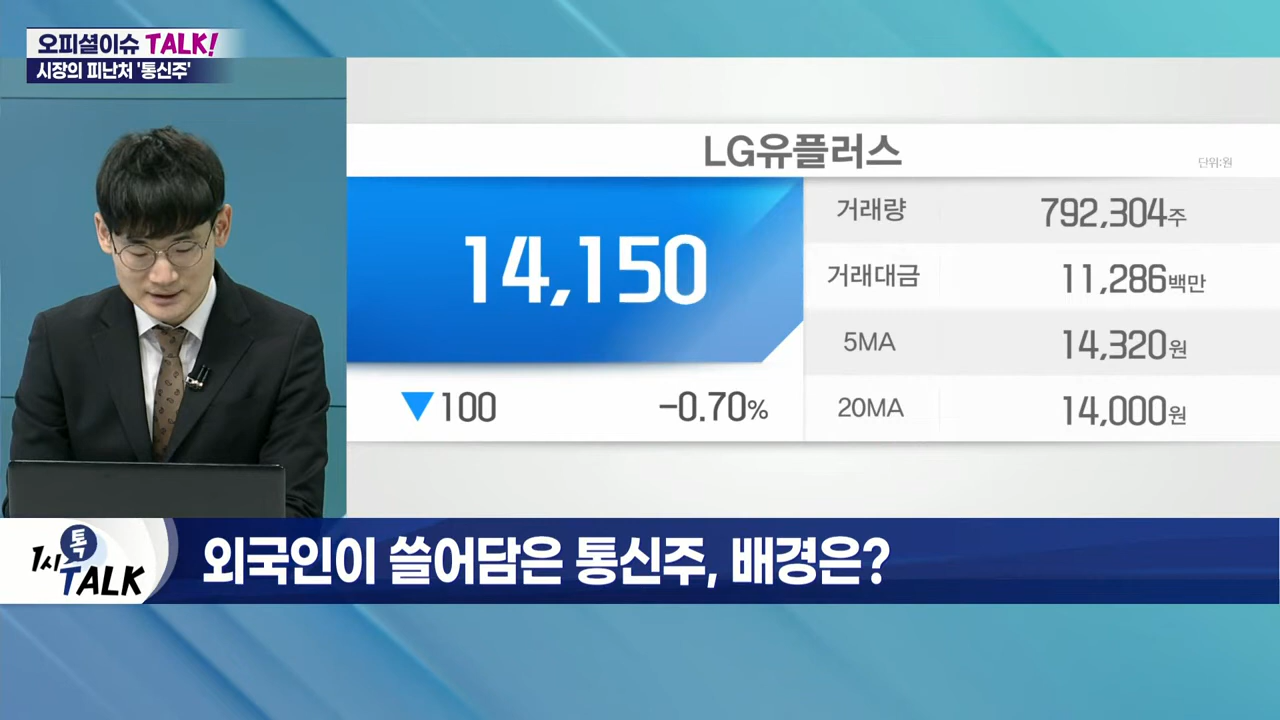 오피셜이슈 TALK!
시장의 피난처 '통신주'
LG유플러스
단위:원
14,150
▼100 -0.70%
거래량 792,304주
거래대금 11,286백만
5MA 14,320원
20MA 14,000원
1시 톡 TALK
외국인이 쓸어담은 통신주, 배경은?